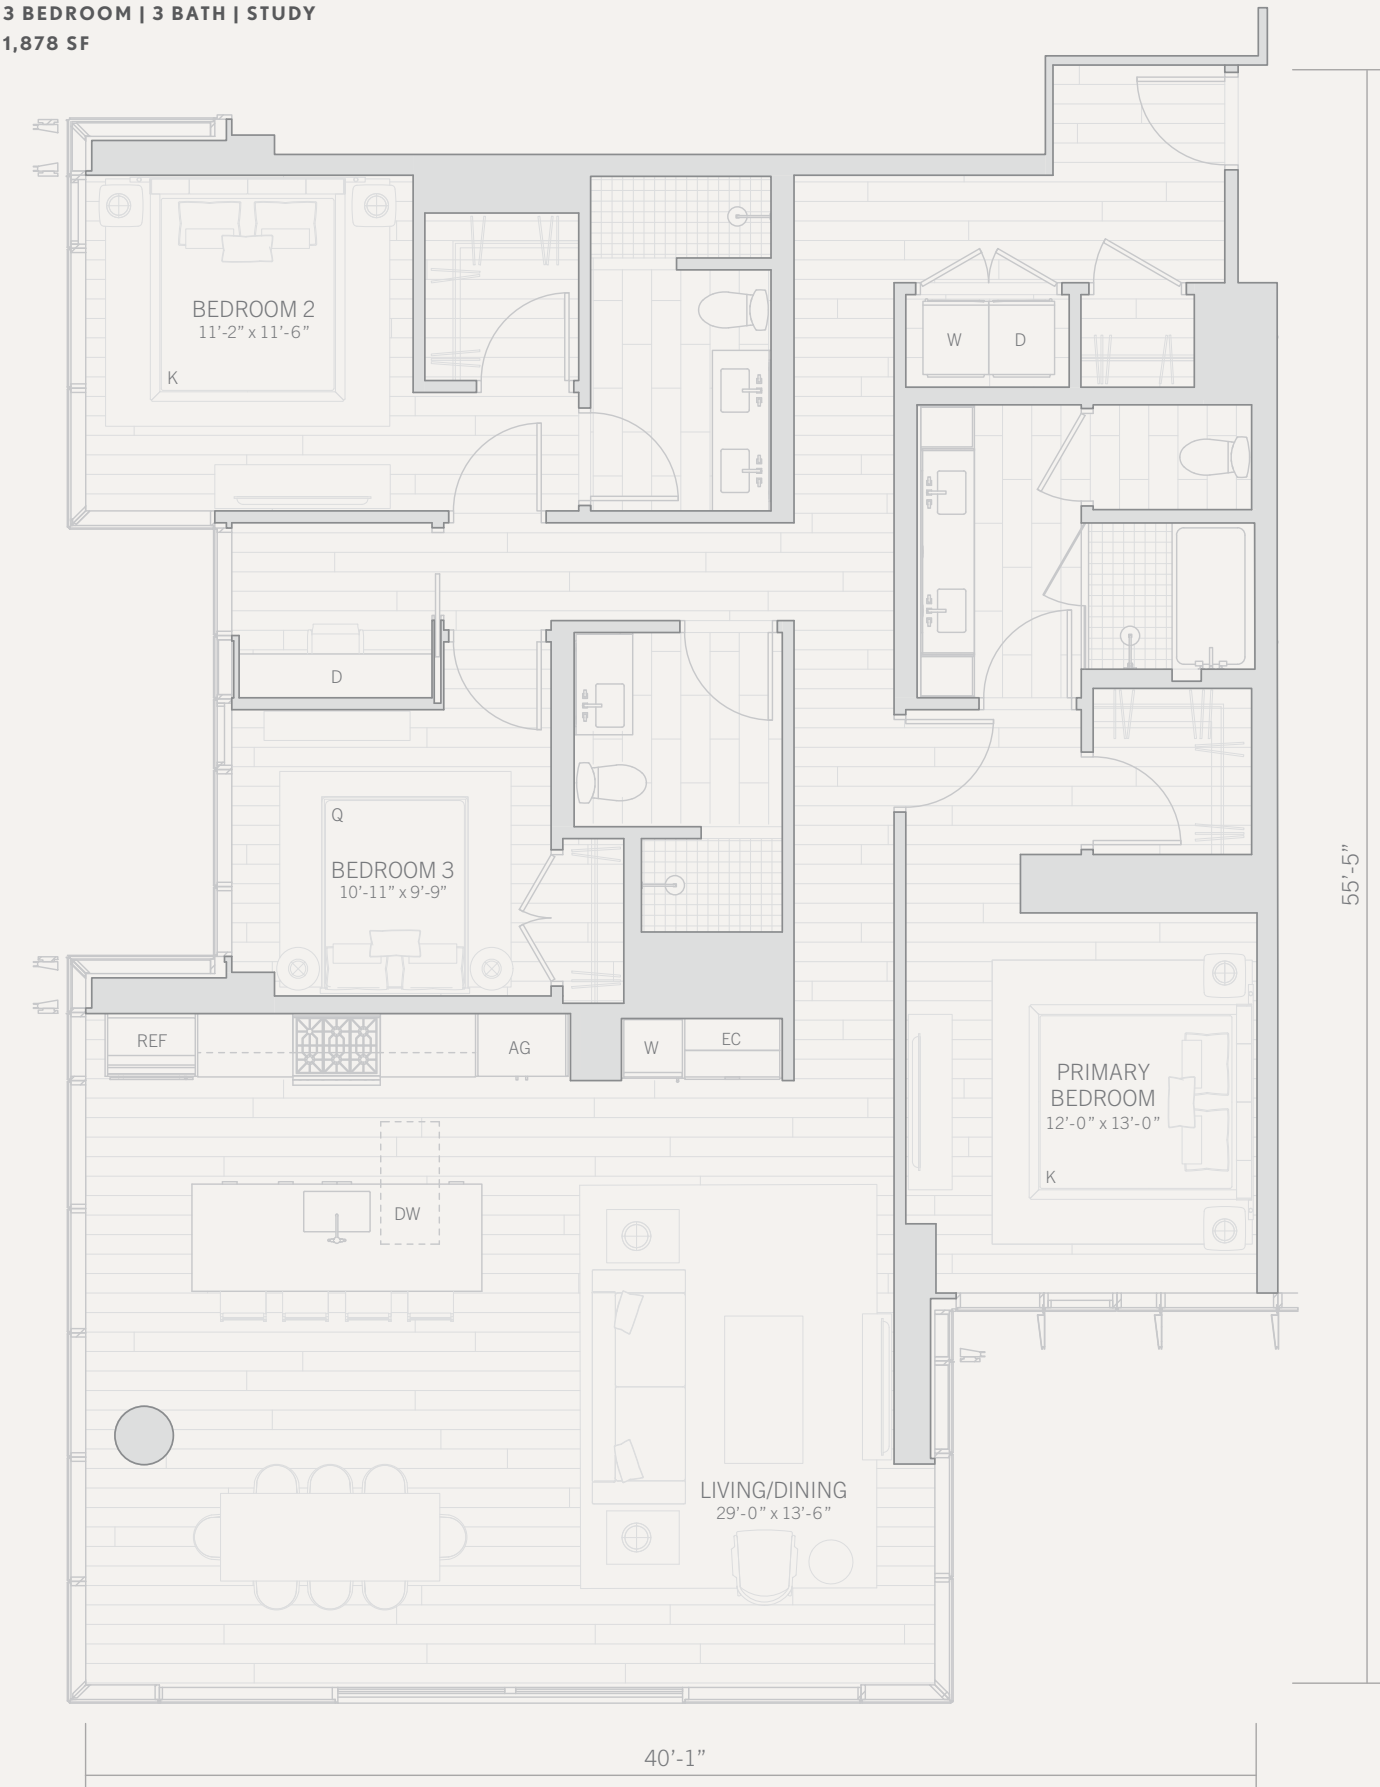 3 BEDROOM | 3 BATH | STUDY
1,878 SF
BEDROOM 2
11’-2” x 11’-6”
K
W
D
D
Q
BEDROOM 3
10’-11” x 9’-9”
55’-5”
REF
AG
W
EC
PRIMARY
BEDROOM
12’-0” x 13’-0”
K
DW
LIVING/DINING
29’-0” x 13’-6”
40’-1”